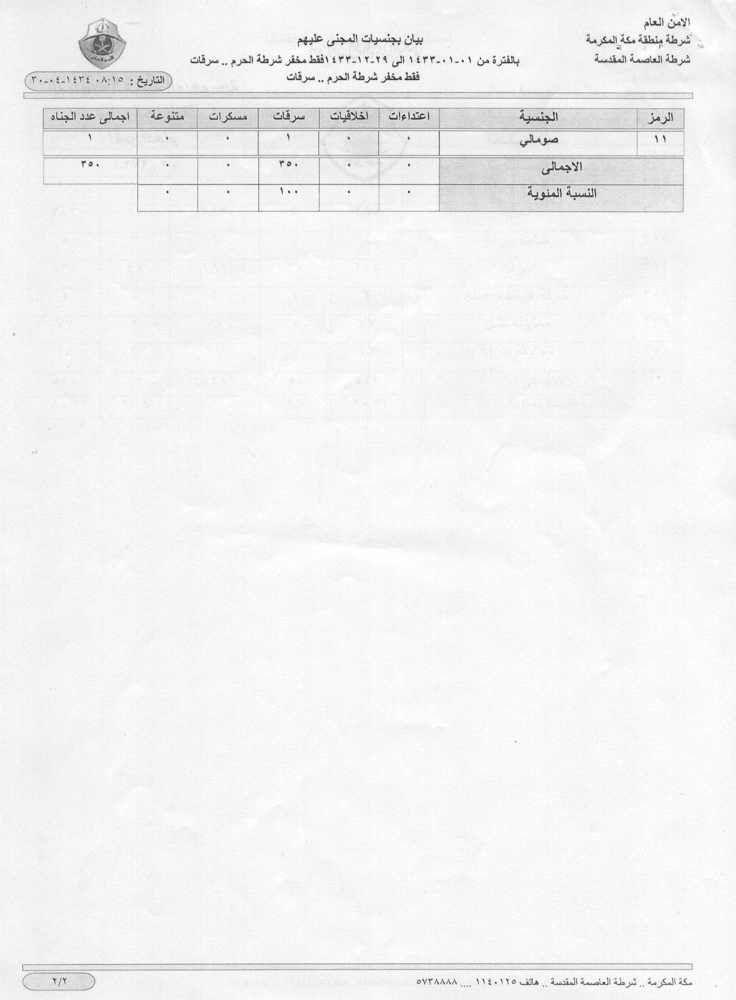 الامن العام
شرطة منطقة مكة المكرمة
شرطة العاصمة المقدسة
بيان بجنسيات المجنى عليهم
بالفترة من ٠١-٠١-١٤٣٣ الى ٢٩-١٢-١٤٣٣فقط مخفر شرطة الحرم .. سرقات
فقط مخفر شرطة الحرم .. سرقات
التاريخ : ٠٨:١٥ ١٤٣٤-٠٤-٣٠
الرمز الجنسية اعتداءات اخلاقيات سرقات مسكرات متنوعة اجمالى عدد الجناه
١١ صومالي ٠ ٠ ١ ٠ ٠ ١
الاجمالى ٠ ٠ ٣٥٠ ٠ ٠ ٣٥٠
النسبة المئوية ٠ ٠ ١٠٠ ٠ ٠
مكة المكرمة .. شرطة العاصمة المقدسة .. هاتف ١١٤٠١٢٥ .... ٥٧٣٨٨٨٨
٢/٢